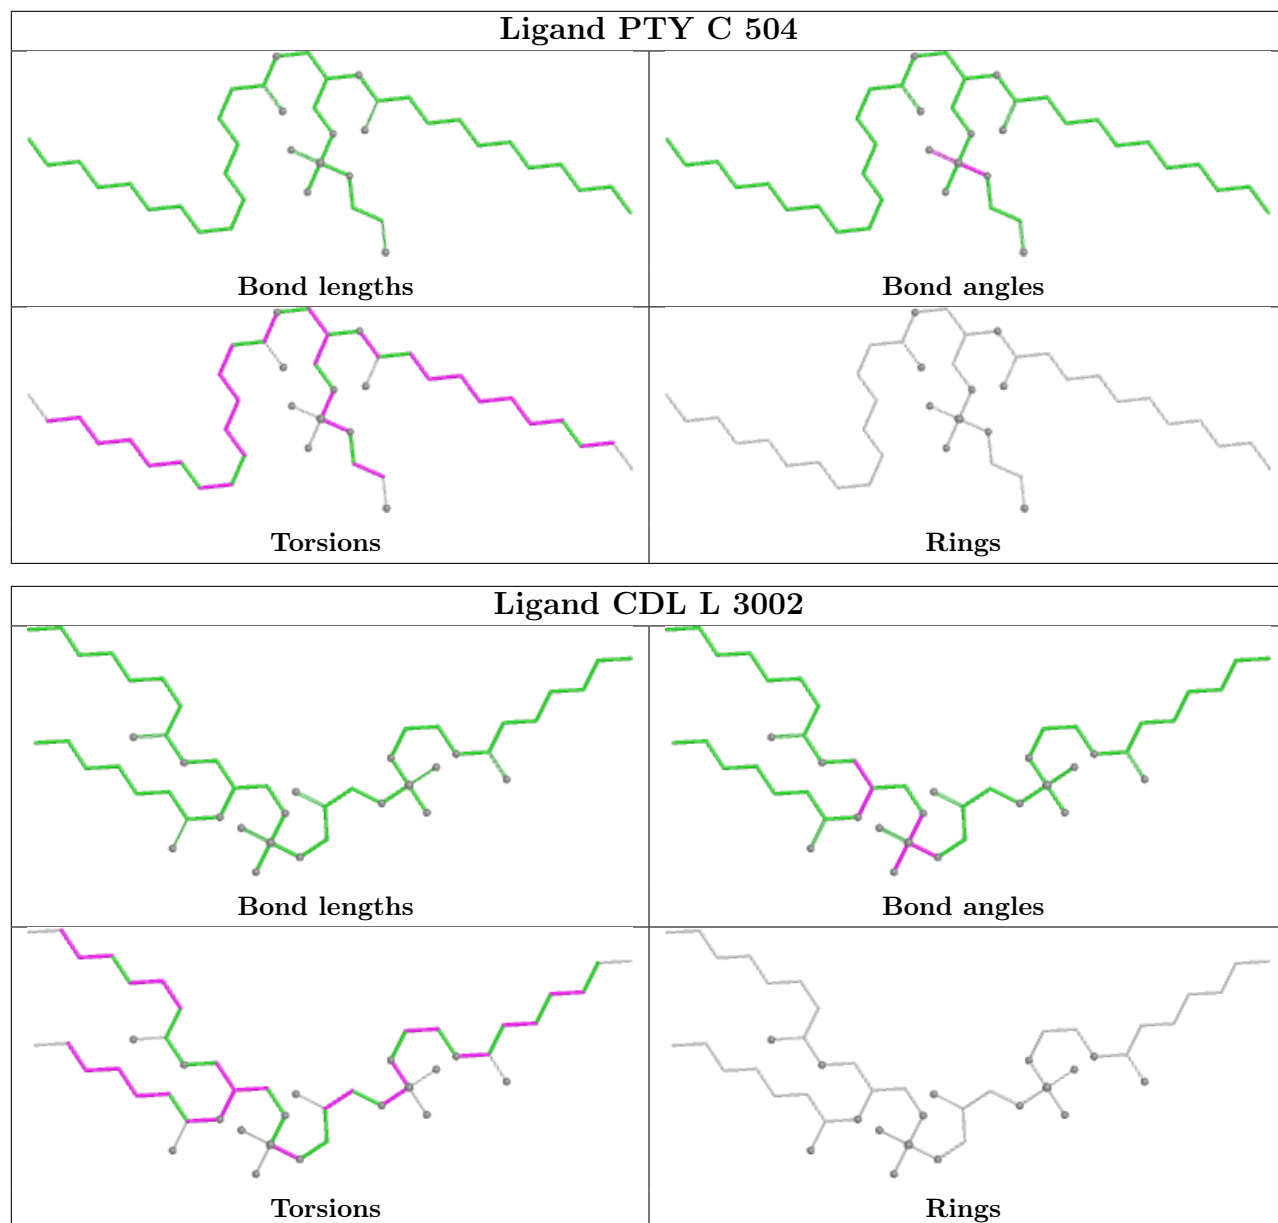 Ligand PTY C 504
Bond lengths
Bond angles
Torsions
Rings
Ligand CDL L 3002
Bond lengths
Bond angles
Torsions
Rings